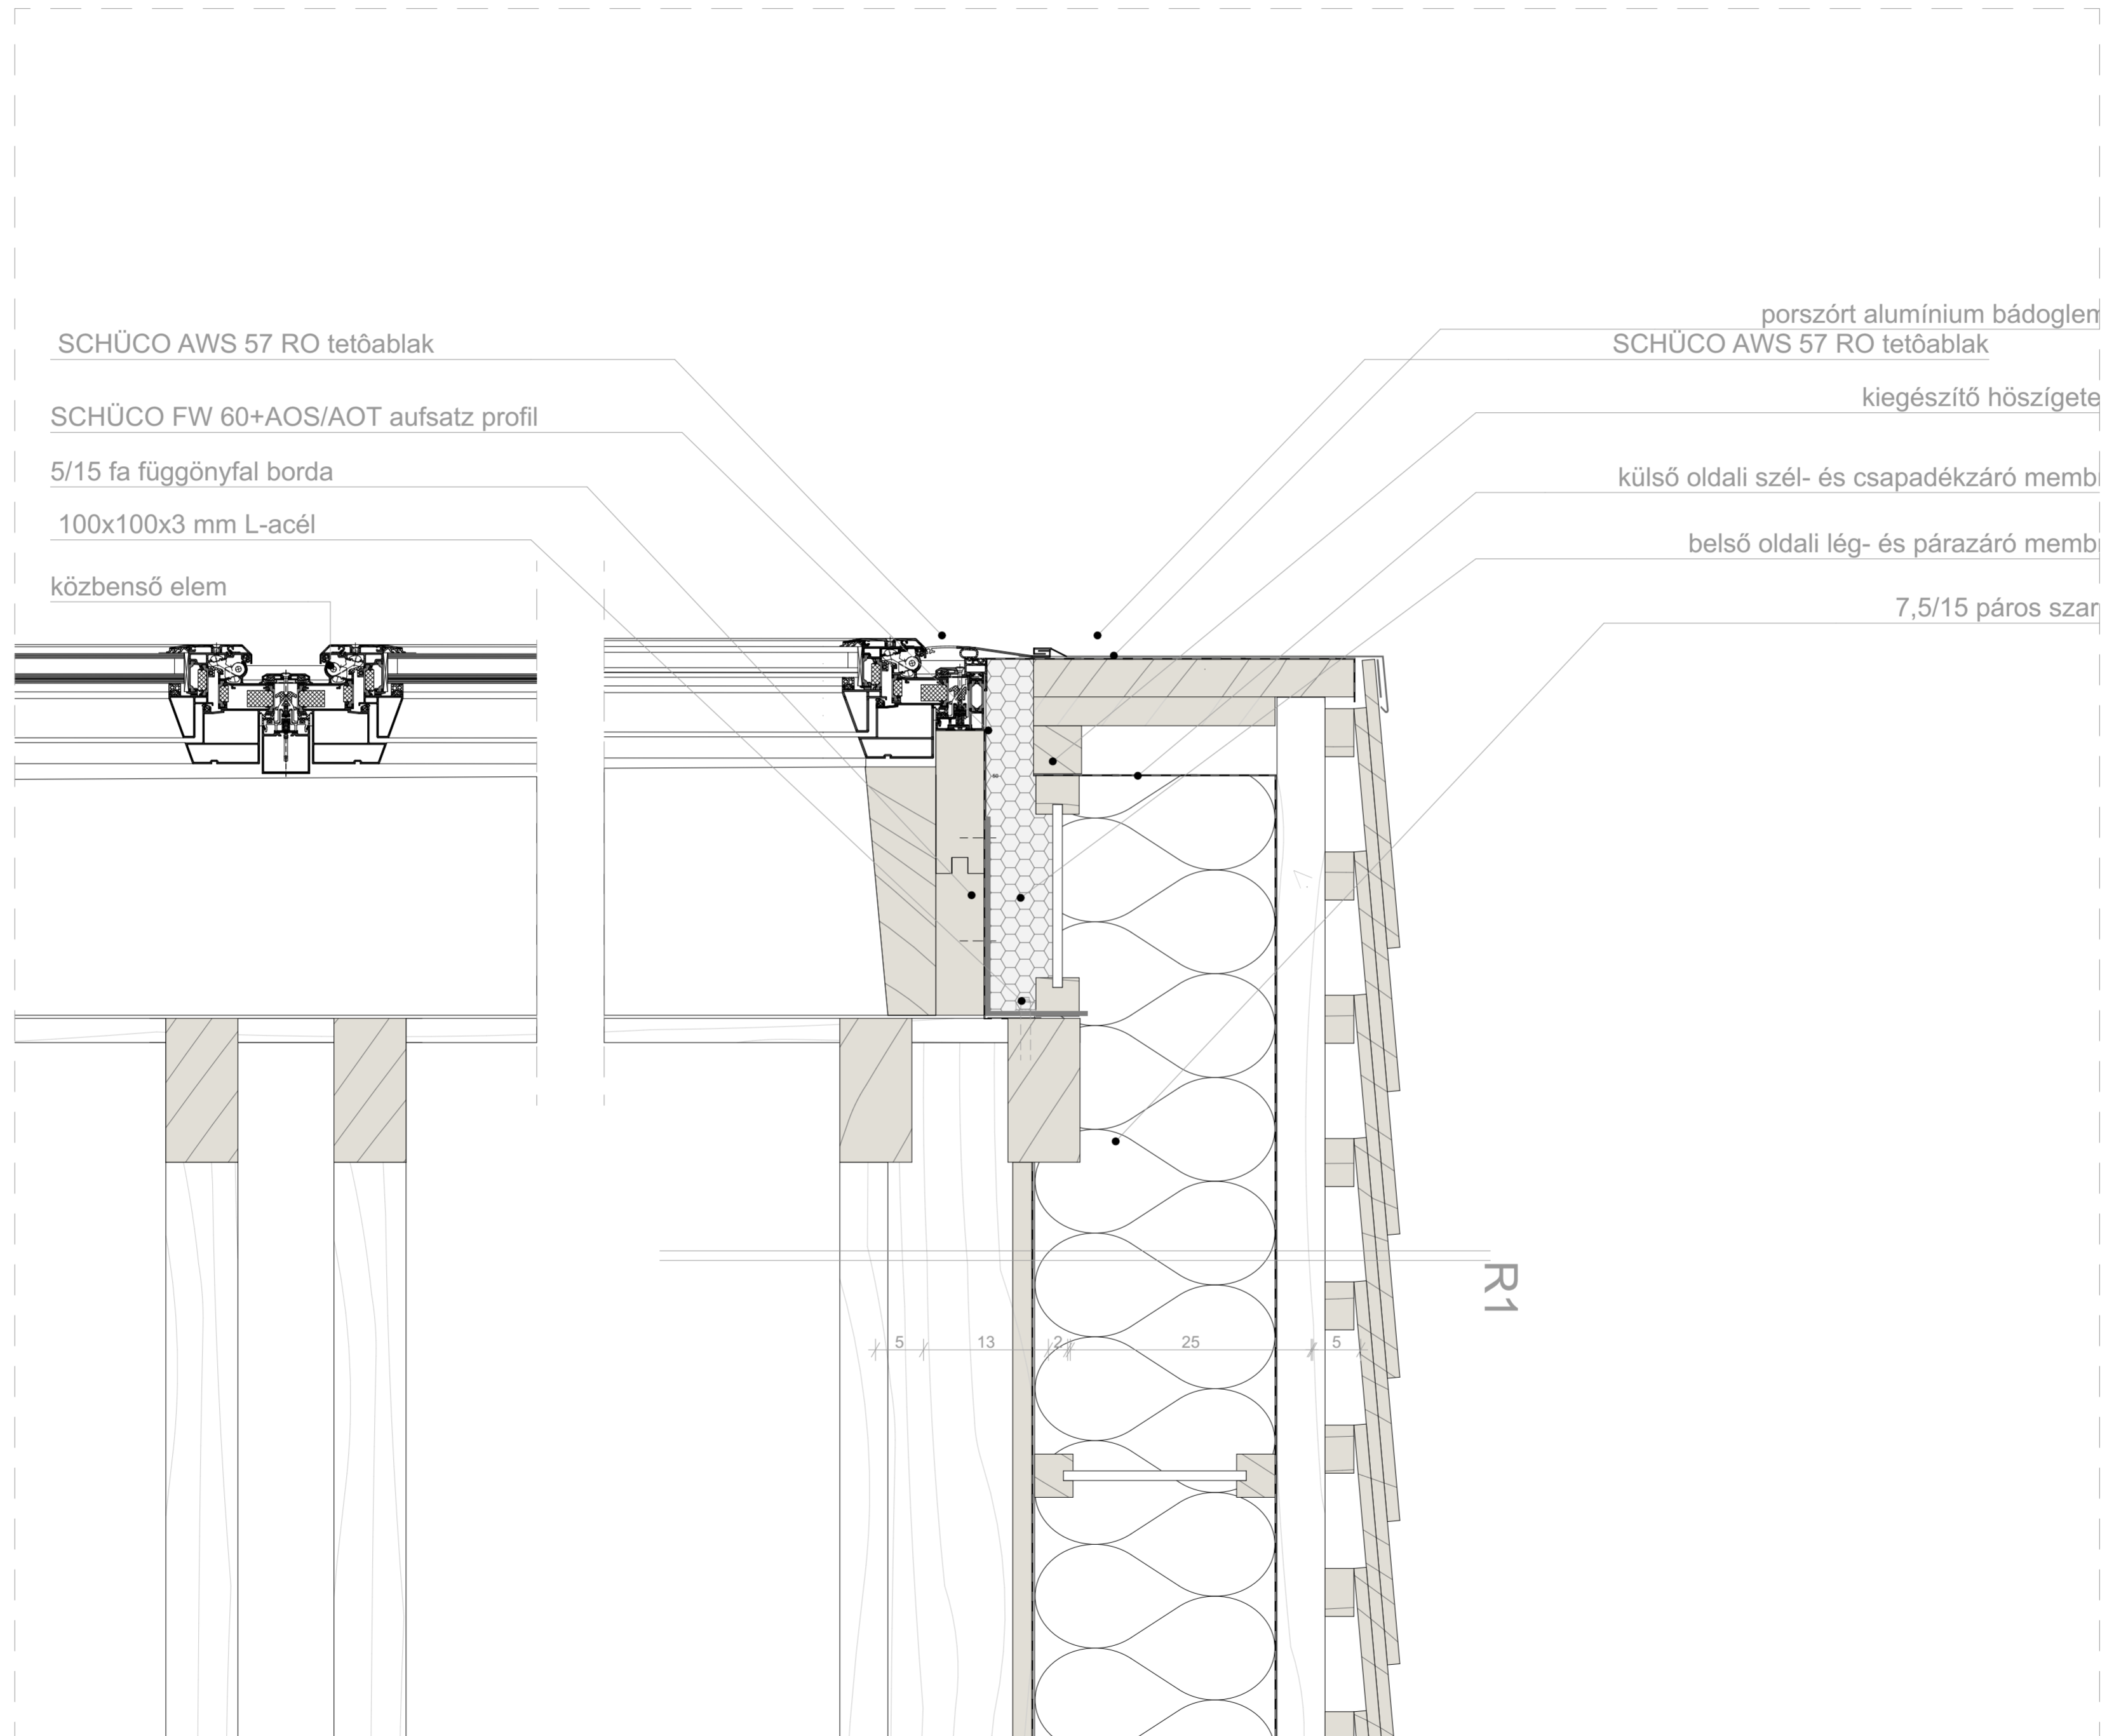 porszórt alumínium bádoglem
SCHÜCO AWS 57 RO tetôablak
SCHÜCO AWS 57 RO tetôablak
kiegészítő höszígete
SCHÜCO FW 60+AOS/AOT aufsatz profil
5/15 fa függönyfal borda
külső oldali szél- és csapadékzáró memb
100x100x3 mm L-acél
belső oldali lég- és párazáró memb
közbenső elem
7,5/15 páros szar
R1
5 13 2 25 5